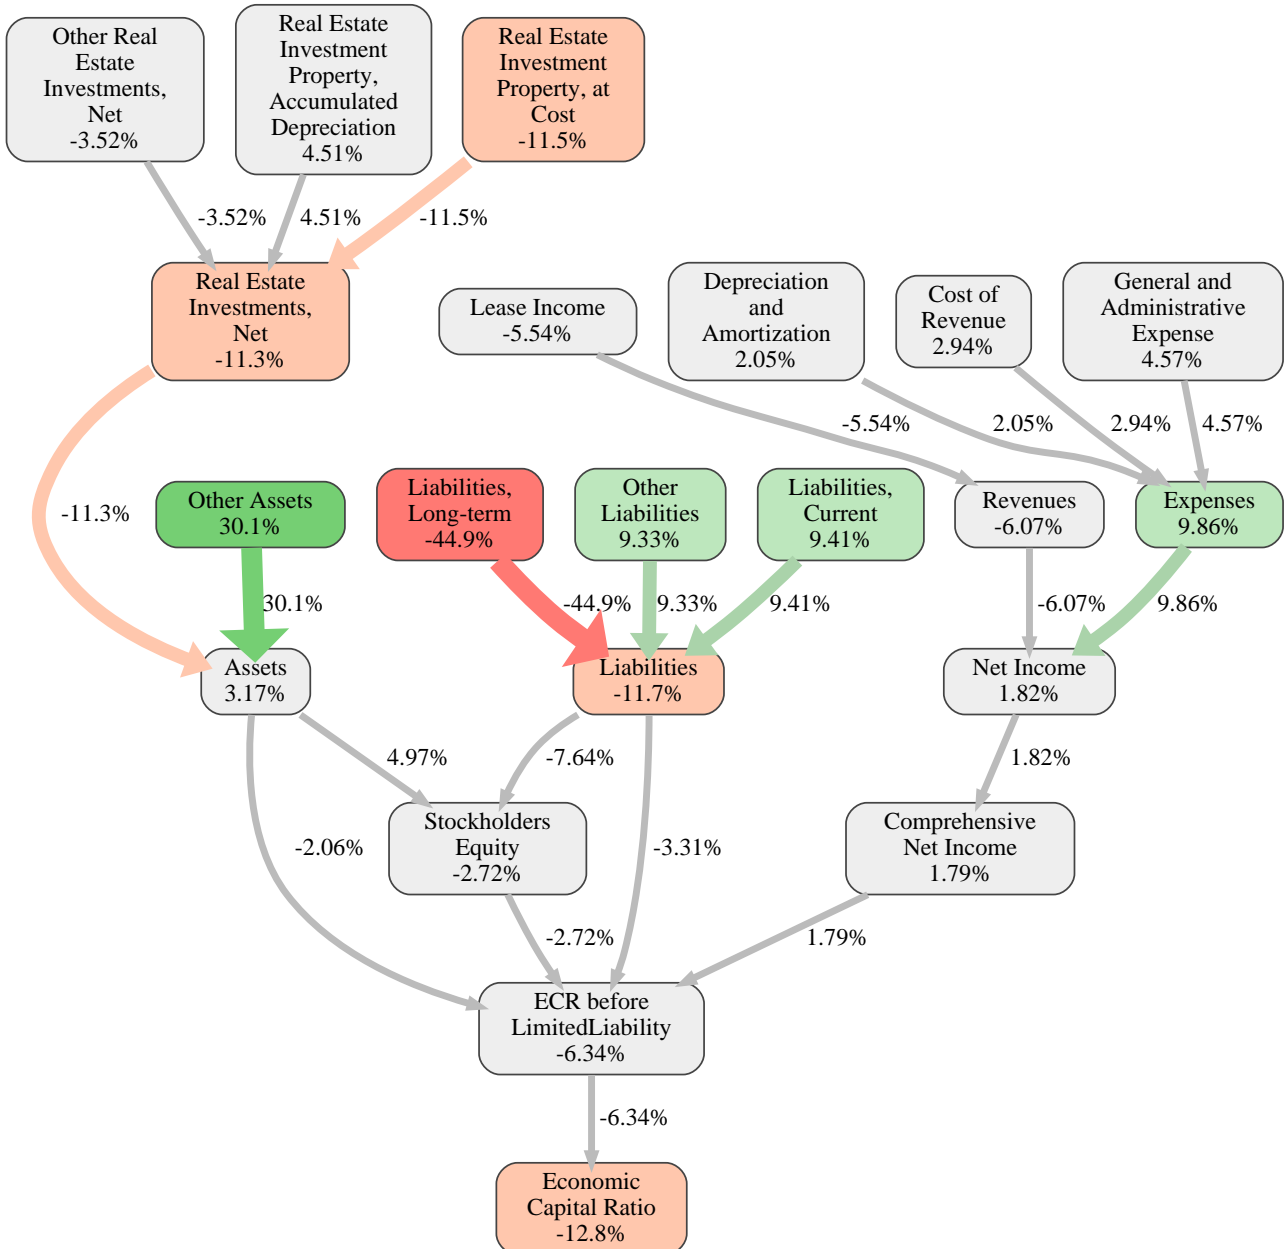 Other Real
Estate
Investments,
Net
-3.52%
Real Estate
Investment
Property,
Accumulated
Depreciation
4.51%
Real Estate
Investment
Property, at
Cost
-11.5%
-3.52%
4.51%
-11.5%
Real Estate
Investments,
Net
-11.3%
Lease Income
-5.54%
Depreciation
and
Amortization
2.05%
Cost of
Revenue
2.94%
General and
Administrative
Expense
4.57%
-5.54%
2.05%
2.94%
4.57%
-11.3%
Other Assets
30.1%
Liabilities,
Long-term
-44.9%
Other
Liabilities
9.33%
Liabilities,
Current
9.41%
Revenues
-6.07%
Expenses
9.86%
30.1%
-44.9%
9.33%
9.41%
-6.07%
9.86%
Assets
3.17%
Liabilities
-11.7%
Net Income
1.82%
4.97%
-7.64%
1.82%
-2.06%
Stockholders
Equity
-2.72%
-3.31%
Comprehensive
Net Income
1.79%
-2.72%
1.79%
ECR before
LimitedLiability
-6.34%
-6.34%
Economic
Capital Ratio
-12.8%